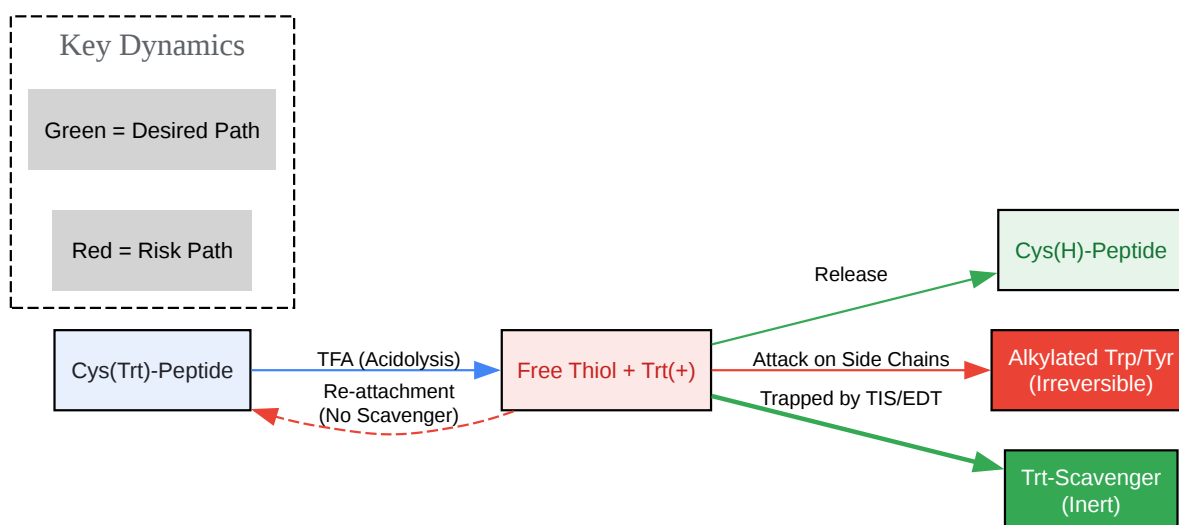 Key Dynamics
Green = Desired Path
Red = Risk Path
Cys(Trt)-Peptide
TFA (Acidolysis)
Re-attachment
(No Scavenger)
Free Thiol + Trt(+)
Release
Attack on Side Chains
Trapped by TIS/EDT
Cys(H)-Peptide
Alkylated Trp/Tyr
(Irreversible)
Trt-Scavenger
(Inert)